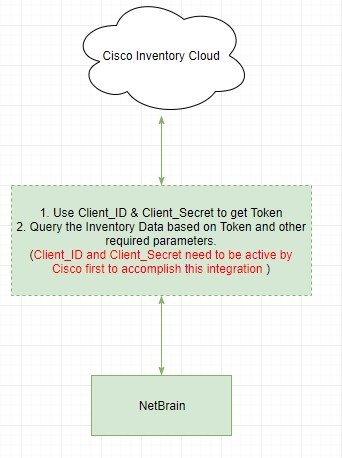 Cisco Inventory Cloud
1. Use Client_ID & Client_Secret to get Token
2. Query the Inventory Data based on Token and other
required parameters.
(Client_ID and Client_Secret need to be active by
Cisco first to accomplish this integration )
NetBrain